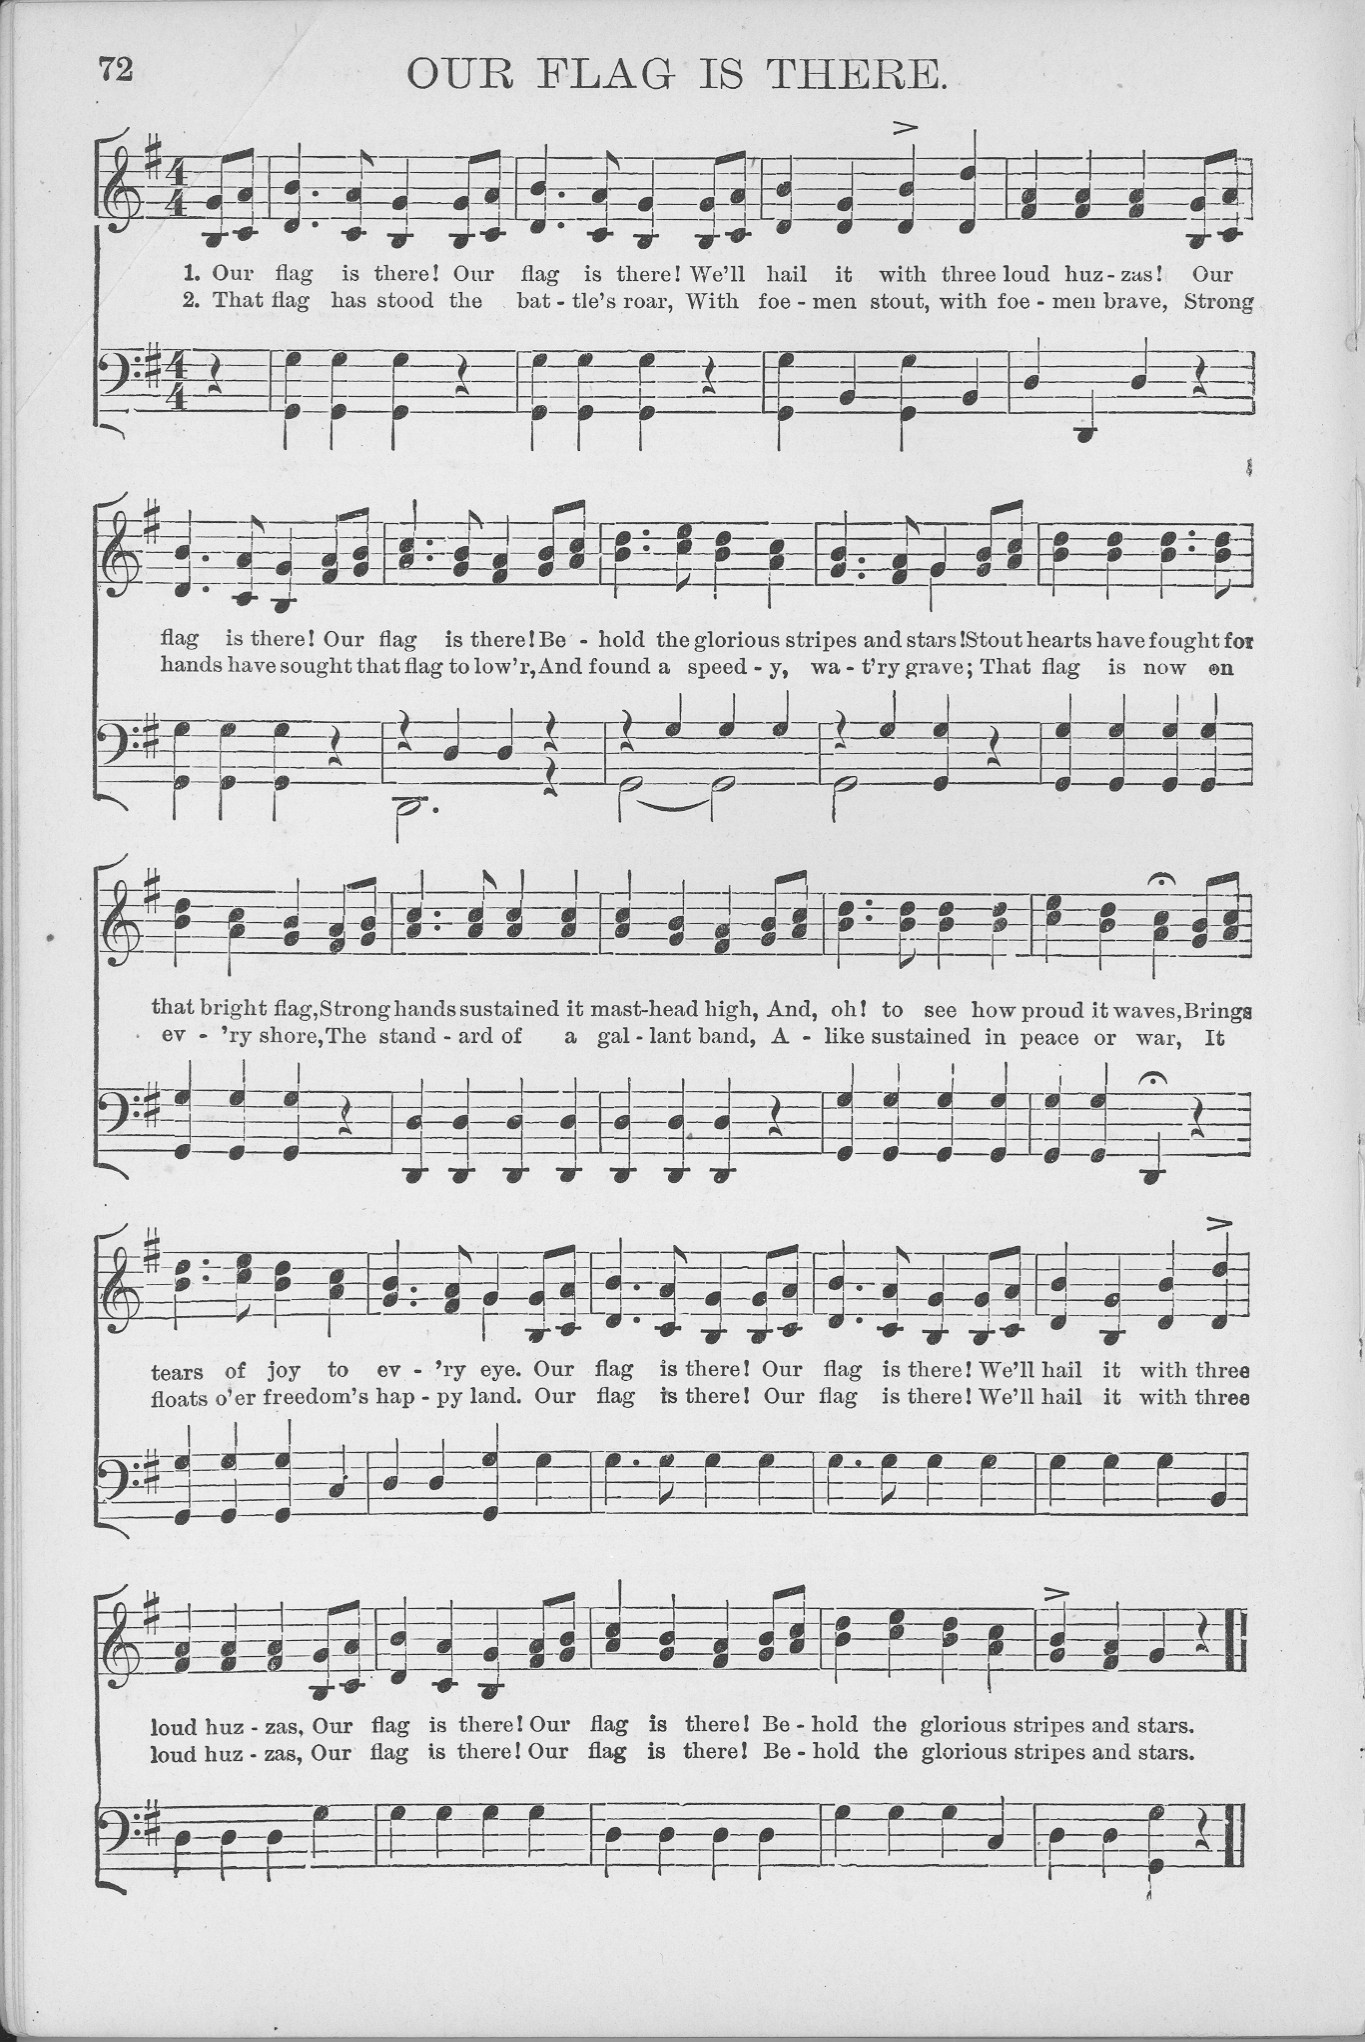 72
OUR FLAG IS THERE.
1. Our flag is there! Our flag is there! We'll hail it with three loud huz-zas! Our
2. That flag has stood the bat-tle's roar, With foe-men stout, with foe-men brave, Strong
flag is there! Our flag is there! Be-hold the glorious stripes and stars! Stout hearts have fought for
hands have sought that flag to low'r, And found a speed-y, wa-t'ry grave; That flag is now on
that bright flag, Strong hands sustained it mast-head high, And, oh! to see how proud it waves, Brings
ev-'ry shore, The stand-ard of a gal-lant band, A-like sustained in peace or war, It
tears of joy to ev-'ry eye. Our flag is there! Our flag is there! We'll hail it with three
floats o'er freedom's hap-py land. Our flag is there! Our flag is there! We'll hail it with three
loud huz-zas, Our flag is there! Our flag is there! Be-hold the glorious stripes and stars.
loud huz-zas, Our flag is there! Our flag is there! Be-hold the glorious stripes and stars.